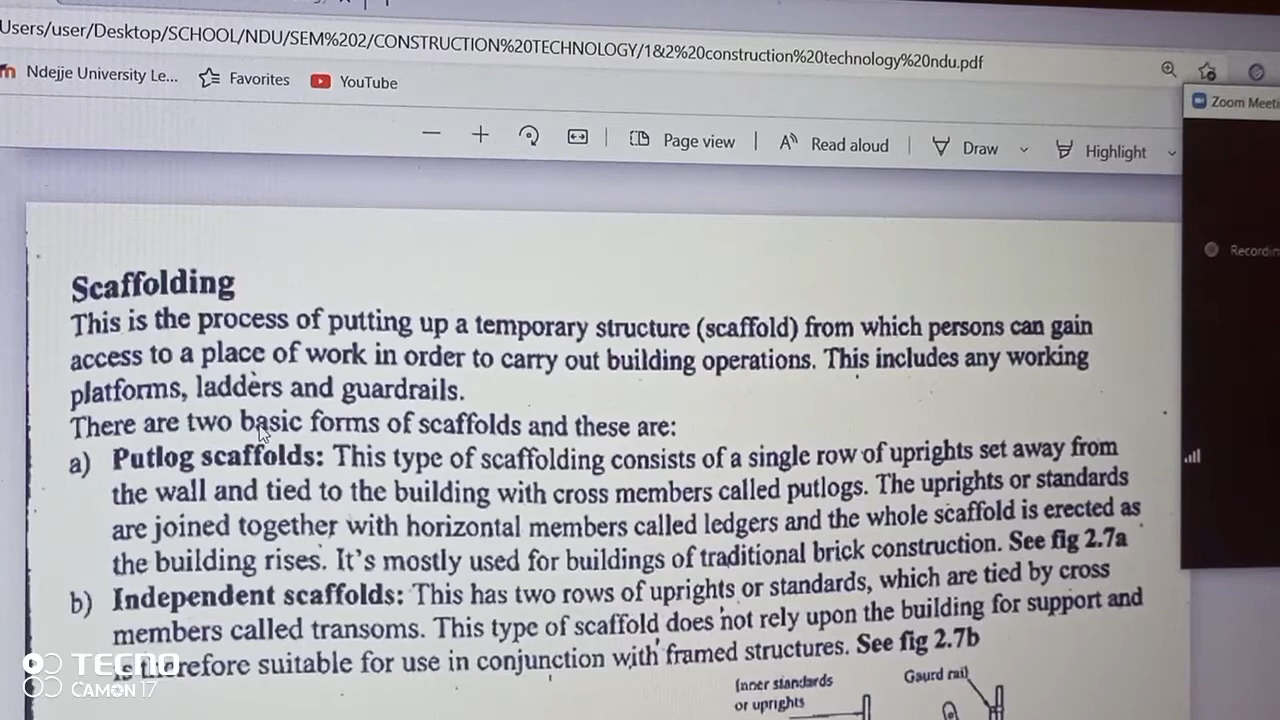 Users/user/Desktop/SCHOOL/NDU/SEM%202/CONSTRUCTION%20TECHNOLOGY/1&2%20construction%20technology%20ndu.pdf
Ndejje University Le... Favorites YouTube
Zoom Meeti
Page view Read aloud Draw Highlight
Recordin
Scaffolding
This is the process of putting up a temporary structure (scaffold) from which persons can gain
access to a place of work in order to carry out building operations. This includes any working
platforms, ladders and guardrails.
There are two basic forms of scaffolds and these are:
a) Putlog scaffolds: This type of scaffolding consists of a single row of uprights set away from
the wall and tied to the building with cross members called putlogs. The uprights or standards
are joined together with horizontal members called ledgers and the whole scaffold is erected as
the building rises. It's mostly used for buildings of traditional brick construction. See fig 2.7a
b) Independent scaffolds: This has two rows of uprights or standards, which are tied by cross
members called transoms. This type of scaffold does not rely upon the building for support and
is therefore suitable for use in conjunction with framed structures. See fig 2.7b
Inner standards
or uprights
Gaurd rail
TECNO
CAMON 17